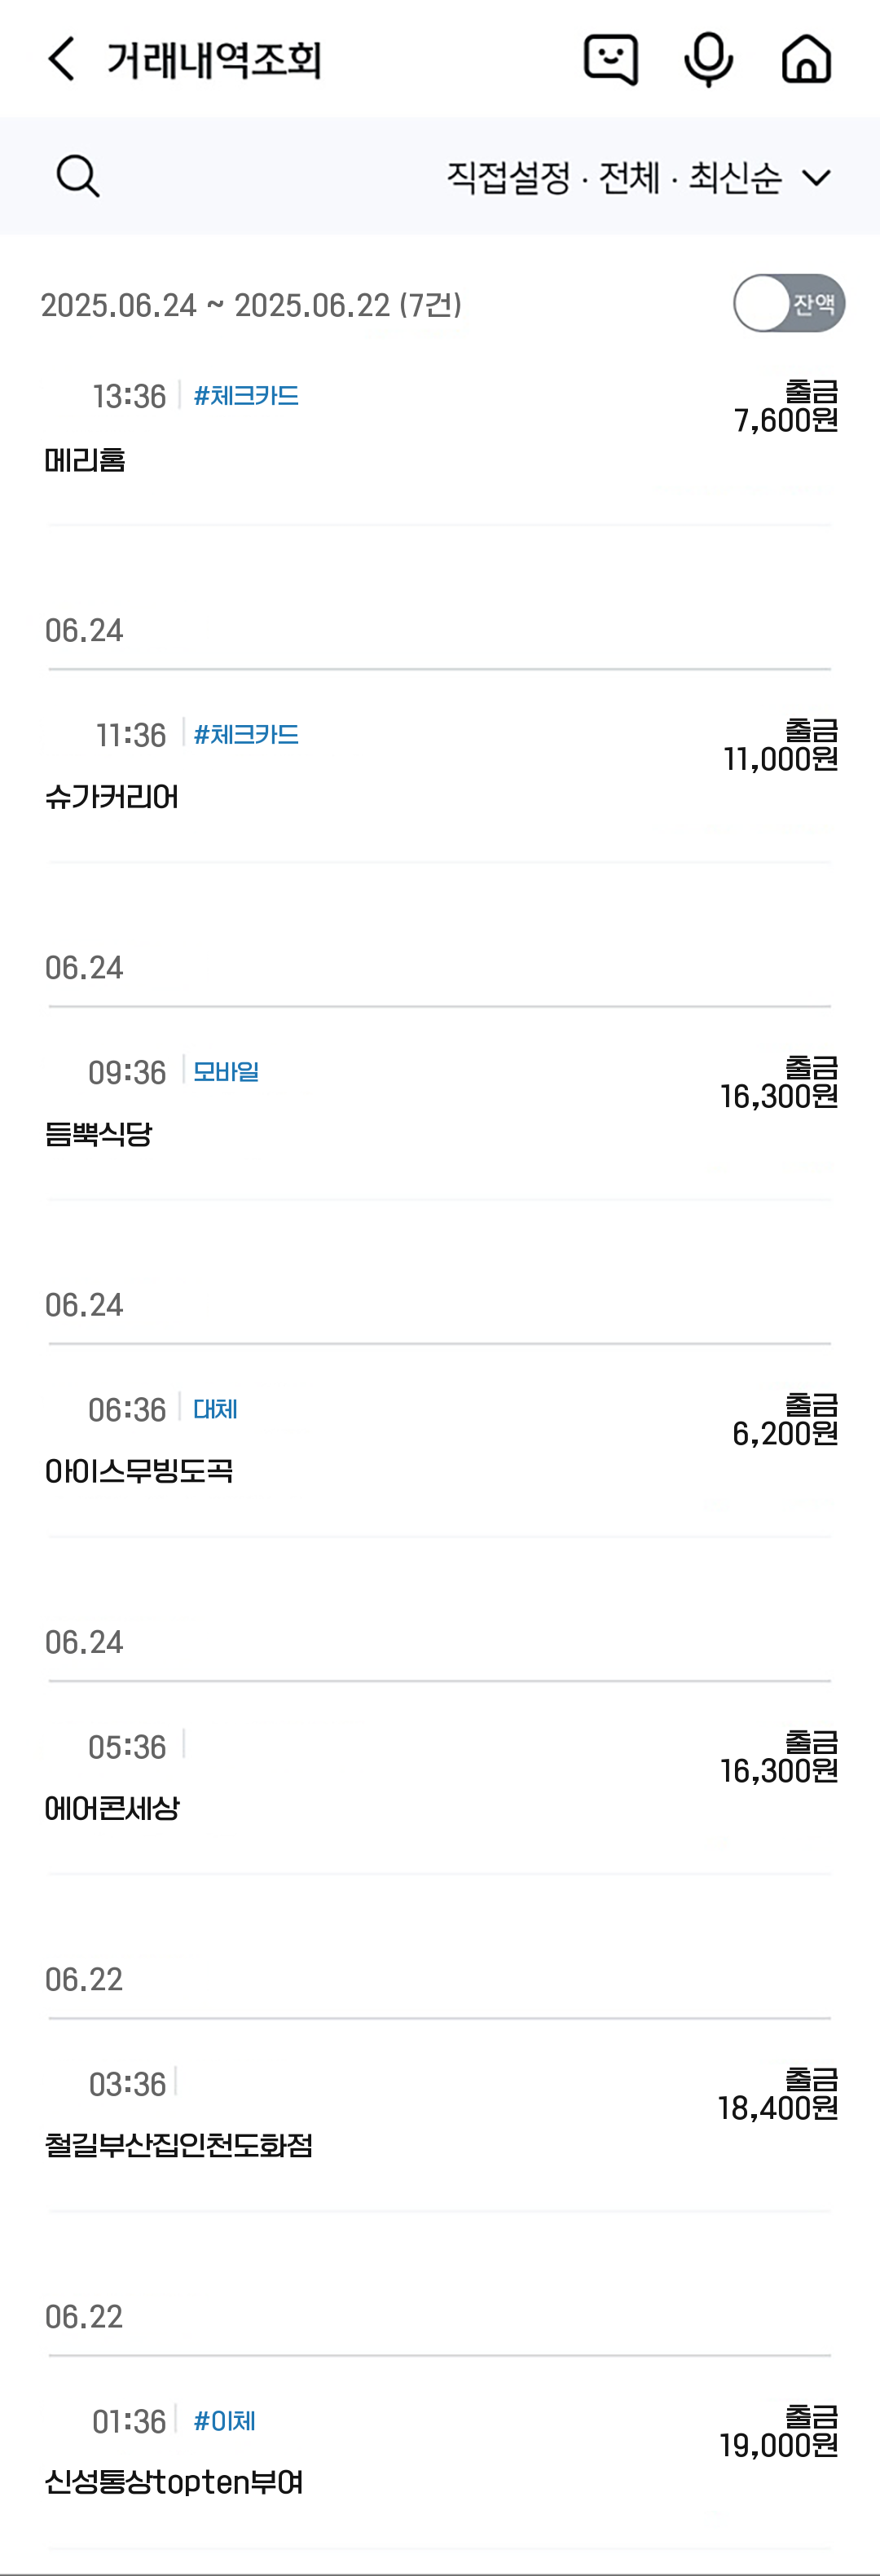 거래내역조회
직접설정 · 전체 · 최신순
2025.06.24 ~ 2025.06.22 (7건)
잔액
13:36 #체크카드
출금
7,600원
메리홈
06.24
11:36 #체크카드
출금
11,000원
슈가커리어
06.24
09:36 모바일
출금
16,300원
듬뿍식당
06.24
06:36 대체
출금
6,200원
아이스무빙도곡
06.24
05:36
출금
16,300원
에어콘세상
06.22
03:36
출금
18,400원
철길부산집인천도화점
06.22
01:36 #이체
출금
19,000원
신성통상topten부여